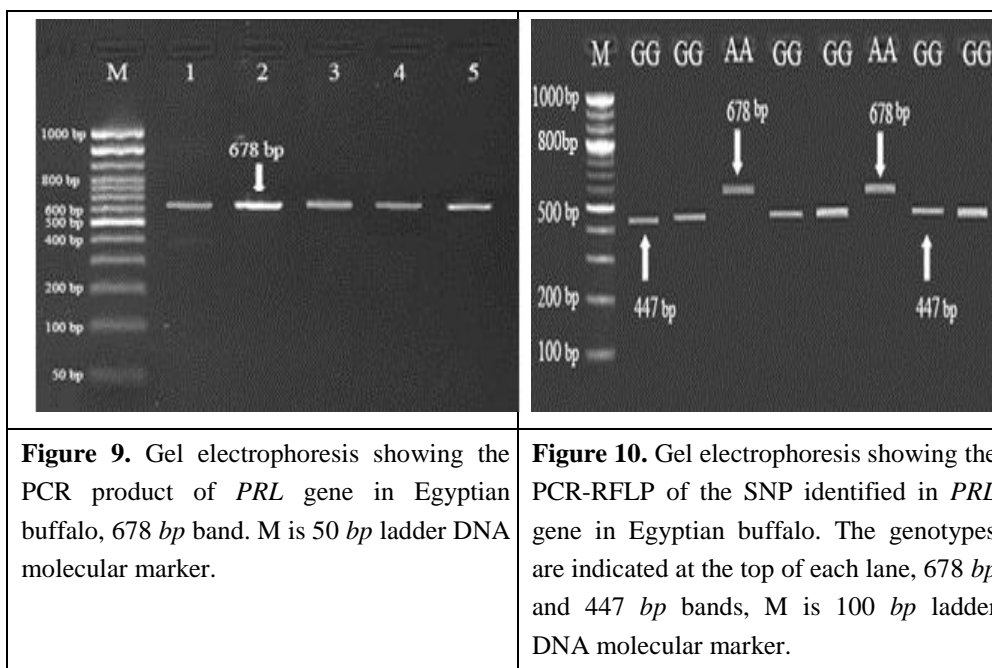 M 1 2 3 4 5
1000 bp
678 bp
800 bp
600 bp
500 bp
400 bp
200 bp
100 bp
50 bp
M GG GG AA GG GG AA GG GG
1000 bp
678 bp 678 bp
800bp
500 bp
447 bp 447 bp
200 bp
100 bp
Figure 9. Gel electrophoresis showing the
PCR product of PRL gene in Egyptian
buffalo, 678 bp band. M is 50 bp ladder DNA
molecular marker.
Figure 10. Gel electrophoresis showing the
PCR-RFLP of the SNP identified in PRL
gene in Egyptian buffalo. The genotypes
are indicated at the top of each lane, 678 bp
and 447 bp bands, M is 100 bp ladder
DNA molecular marker.